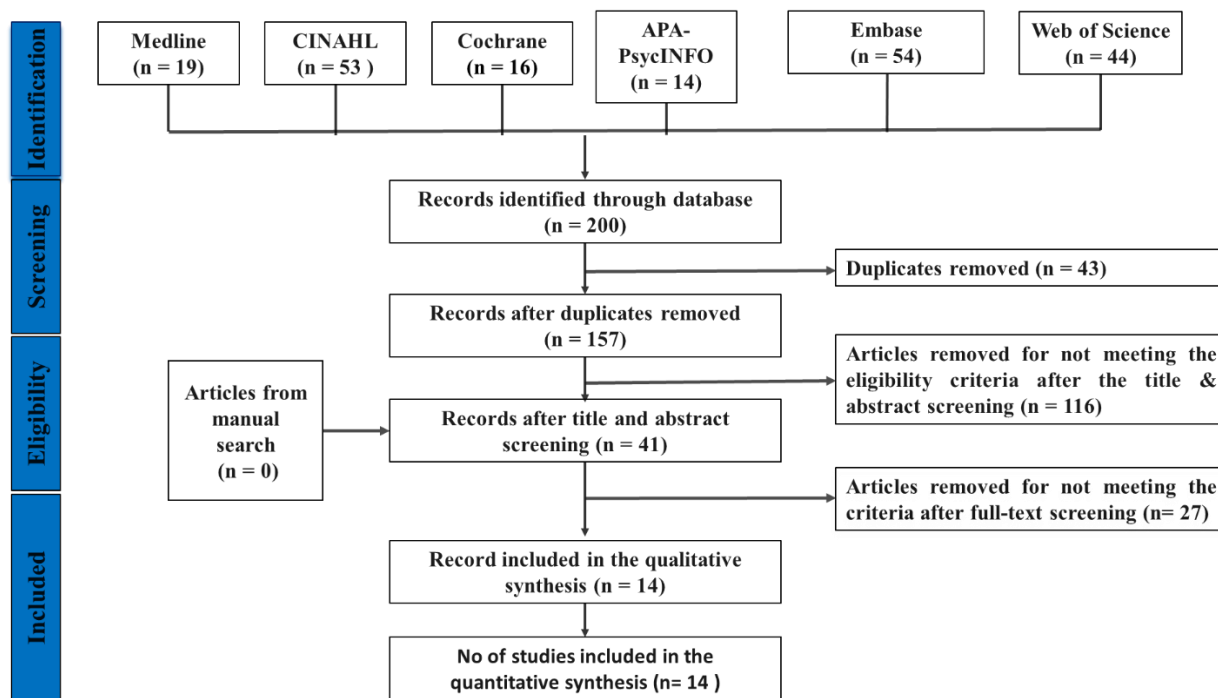 Identification
Medline
(n = 19)
CINAHL
(n = 53 )
Cochrane
(n = 16)
APA-
PsycINFO
(n = 14)
Embase
(n = 54)
Web of Science
(n = 44)
Records identified through database
(n = 200)
Screening
Duplicates removed (n = 43)
Records after duplicates removed
(n = 157)
Eligibility
Articles removed for not meeting the
eligibility criteria after the title &
abstract screening (n = 116)
Articles from
manual
search
(n = 0)
Records after title and abstract
screening (n = 41)
Articles removed for not meeting the
criteria after full-text screening (n= 27)
Included
Record included in the qualitative
synthesis (n = 14)
No of studies included in the
quantitative synthesis (n= 14 )